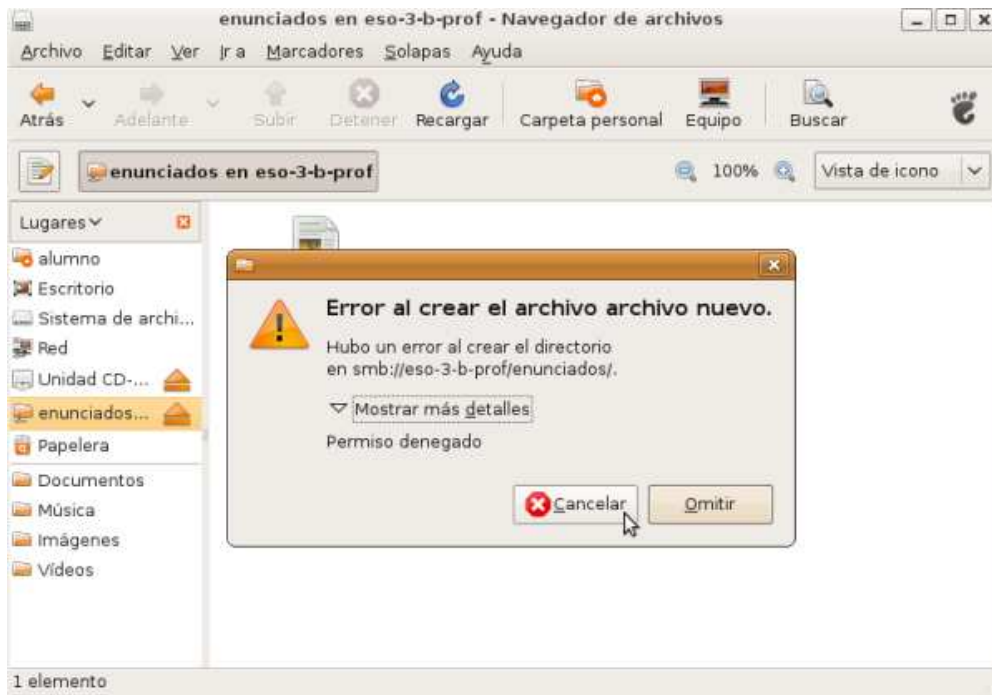 enunciados en eso-3-b-prof - Navegador de archivos
Archivo Editar Ver Ir a Marcadores Solapas Ayuda
Atrás Adelante Subir Detener Recargar Carpeta personal Equipo Buscar
enunciados en eso-3-b-prof 100% Vista de icono
Lugares
alumno
Escritorio
Sistema de archi...
Red
Unidad CD-...
enunciados...
Papelera
Documentos
Música
Imágenes
Vídeos
Error al crear el archivo archivo nuevo.
Hubo un error al crear el directorio
en smb://eso-3-b-prof/enunciados/.
Mostrar más detalles
Permiso denegado
Cancelar Omitir
1 elemento